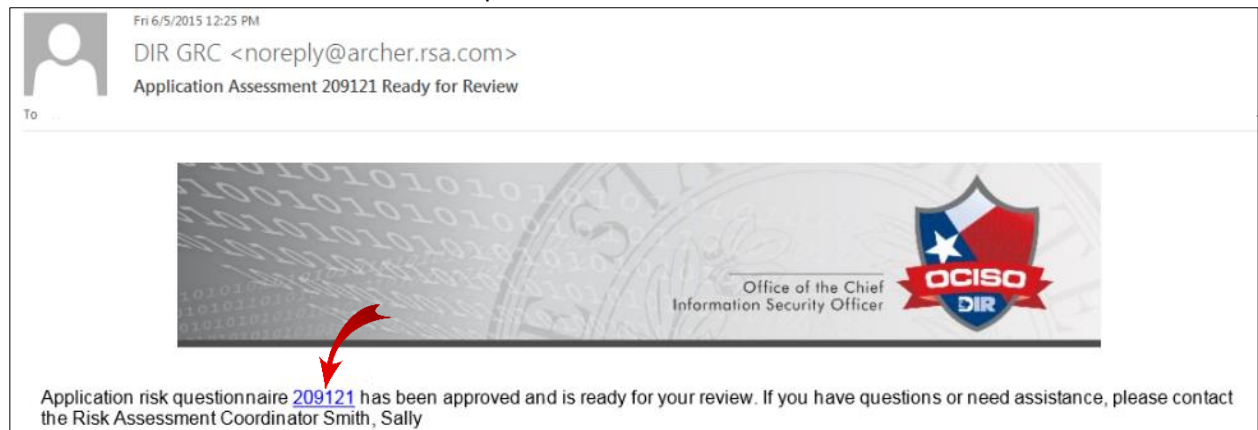 Fri 6/5/2015 12:25 PM
DIR GRC <noreply@archer.rsa.com>
Application Assessment 209121 Ready for Review
To
Office of the Chief
Information Security Officer
OCISO
DIR
Application risk questionnaire 209121 has been approved and is ready for your review. If you have questions or need assistance, please contact
the Risk Assessment Coordinator Smith, Sally